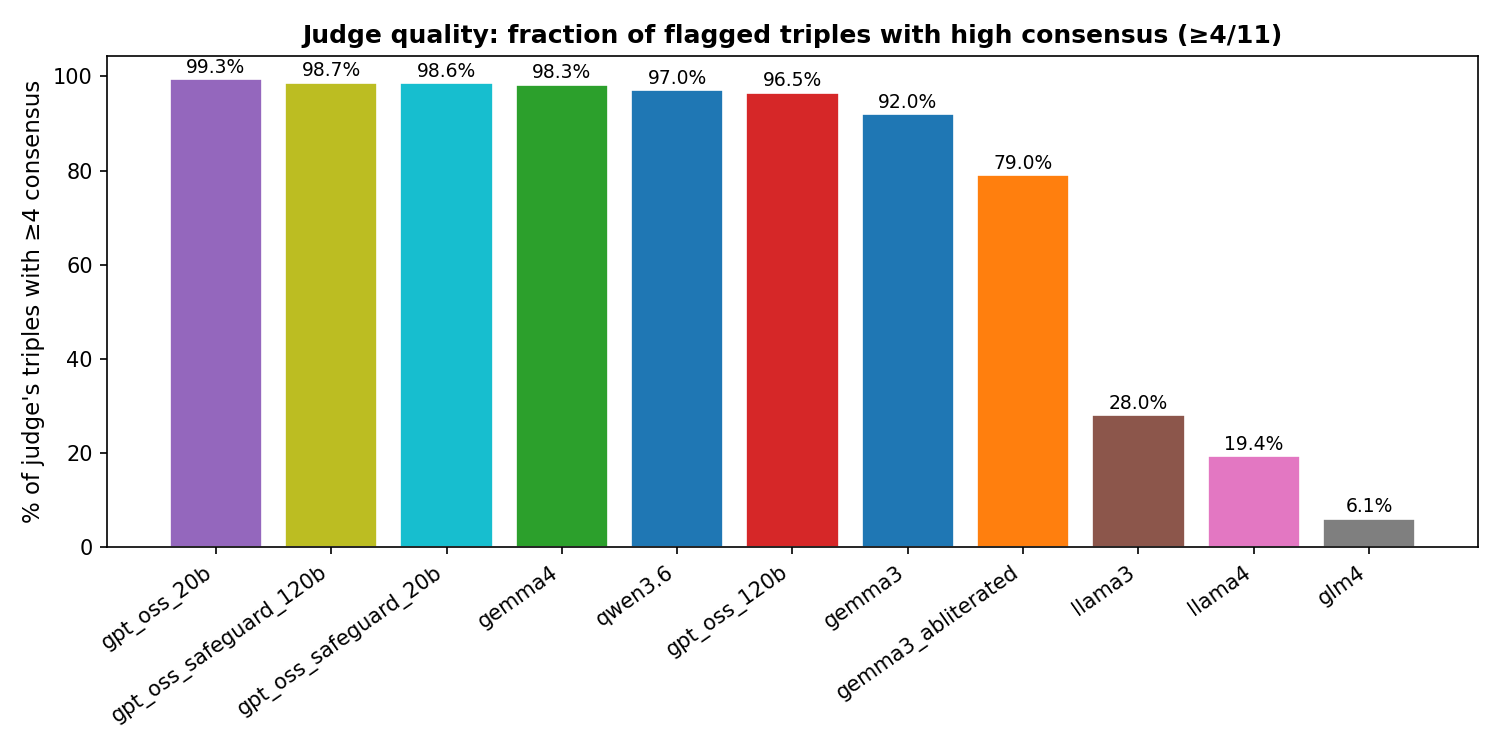 Judge quality: fraction of flagged triples with high consensus (≥4/11)
% of judge's triples with ≥4 consensus
100
80
60
40
20
0
99.3%
98.7%
98.6%
98.3%
97.0%
96.5%
92.0%
79.0%
28.0%
19.4%
6.1%
gpt_oss_20b
gpt_oss_safeguard_120b
gpt_oss_safeguard_20b
gemma4
qwen3.6
gpt_oss_120b
gemma3
gemma3_abliterated
llama3
llama4
glm4